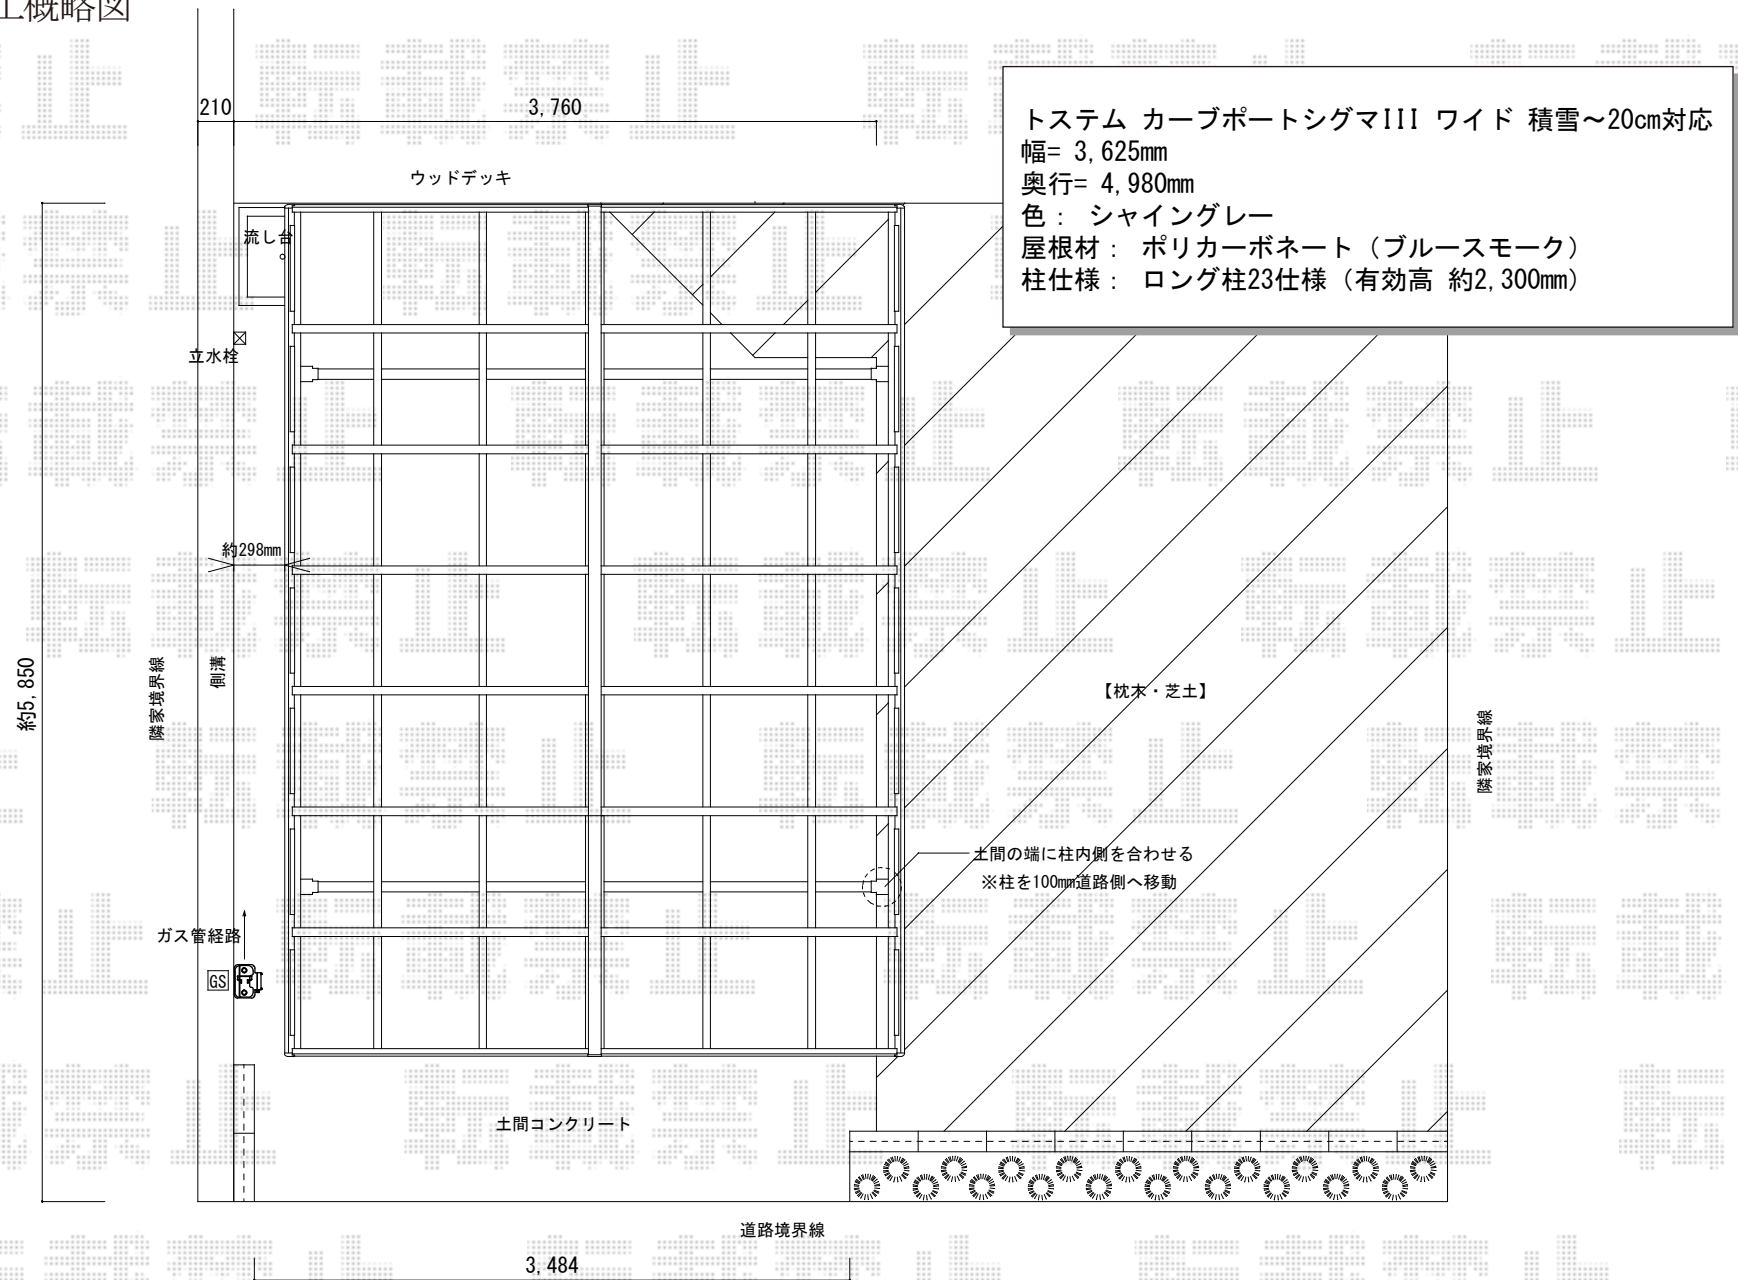 工概略図
210
3,760
トステム カーブポートシグマIII ワイド 積雪～20cm対応
幅= 3,625mm
奥行= 4,980mm
色： シャイングレー
屋根材： ポリカーボネート（ブルースモーク）
柱仕様： ロング柱23仕様（有効高 約2,300mm）
ウッドデッキ
流し台
立水栓
約298mm
約5,850
隣家境界線
側溝
【枕木・芝土】
隣家境界線
土間の端に柱内側を合わせる
※柱を100mm道路側へ移動
ガス管経路
GS
土間コンクリート
道路境界線
3,484
転載禁止